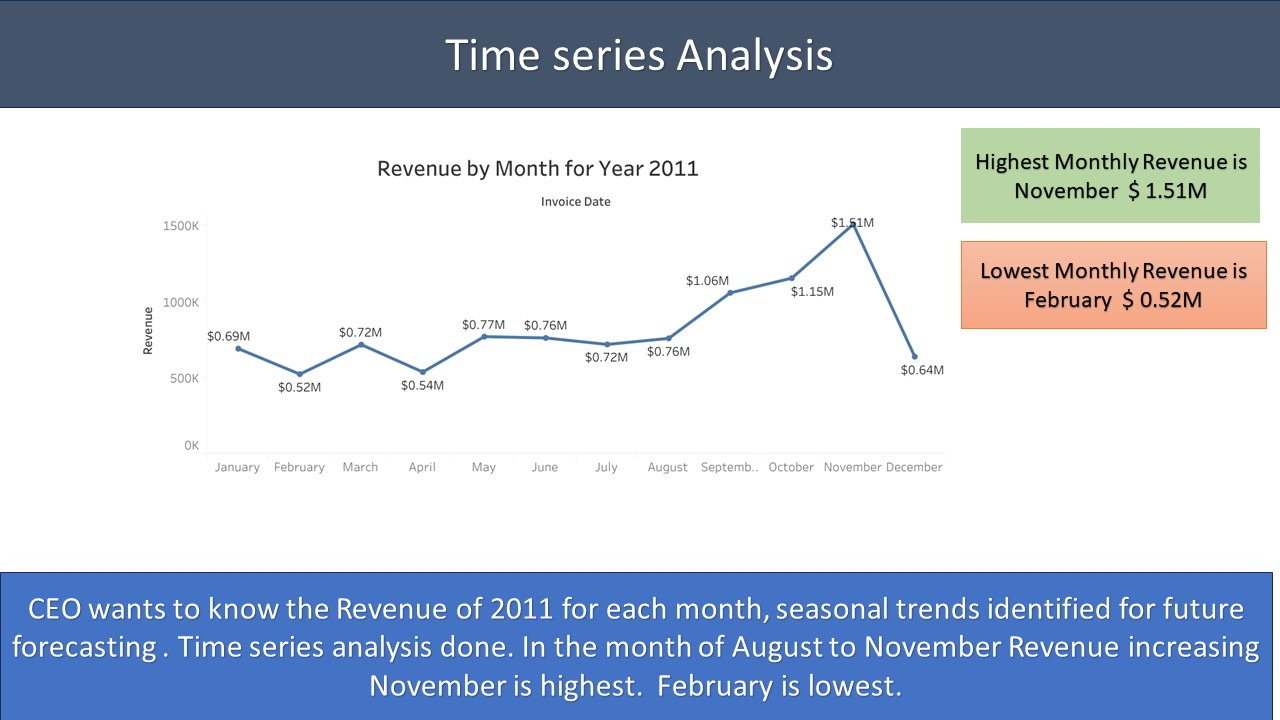 Time series Analysis
Revenue by Month for Year 2011
Invoice Date
Revenue
1500K
1000K
500K
0K
$0.69M
$0.52M
$0.72M
$0.54M
$0.77M
$0.76M
$0.72M
$0.76M
$1.06M
$1.15M
$1.51M
$0.64M
January February March April May June July August Septemb.. October November December
Highest Monthly Revenue is
November $ 1.51M
Lowest Monthly Revenue is
February $ 0.52M
CEO wants to know the Revenue of 2011 for each month, seasonal trends identified for future
forecasting . Time series analysis done. In the month of August to November Revenue increasing
November is highest. February is lowest.